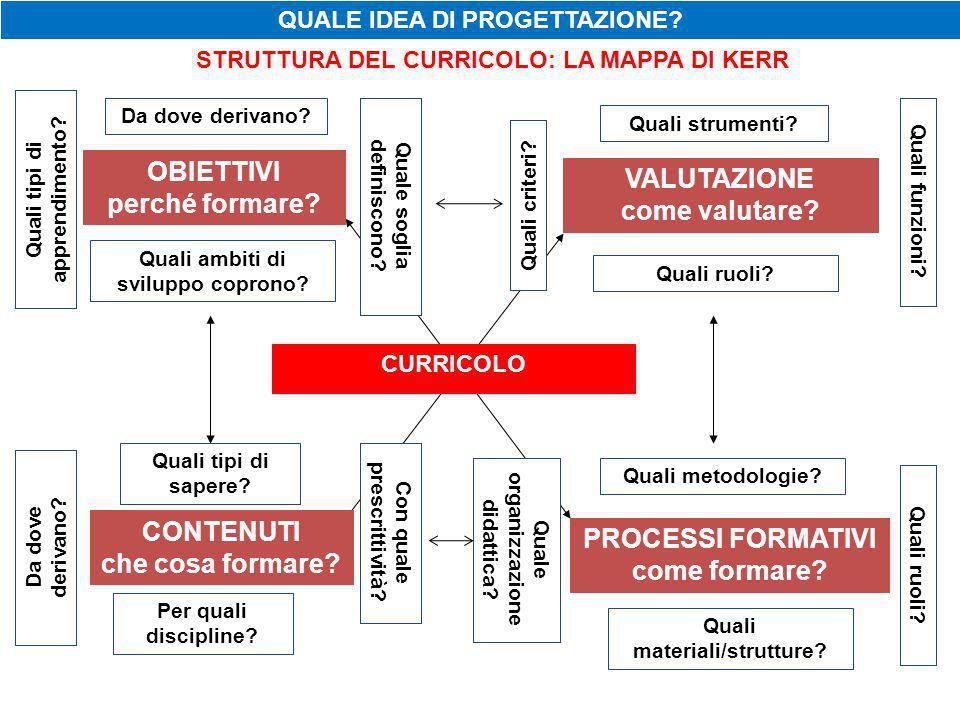 QUALE IDEA DI PROGETTAZIONE?
STRUTTURA DEL CURRICOLO: LA MAPPA DI KERR
Quali tipi di
apprendimento?
Da dove derivano?
OBIETTIVI
perché formare?
Quali ambiti di
sviluppo coprono?
Quale soglia
definiscono?
Quali criteri?
Quali strumenti?
VALUTAZIONE
come valutare?
Quali ruoli?
Quali funzioni?
CURRICOLO
Da dove
derivano?
Quali tipi di
sapere?
CONTENUTI
che cosa formare?
Per quali
discipline?
Con quale
prescrittività?
Quale
organizzazione
didattica?
Quali metodologie?
PROCESSI FORMATIVI
come formare?
Quali
materiali/strutture?
Quali ruoli?